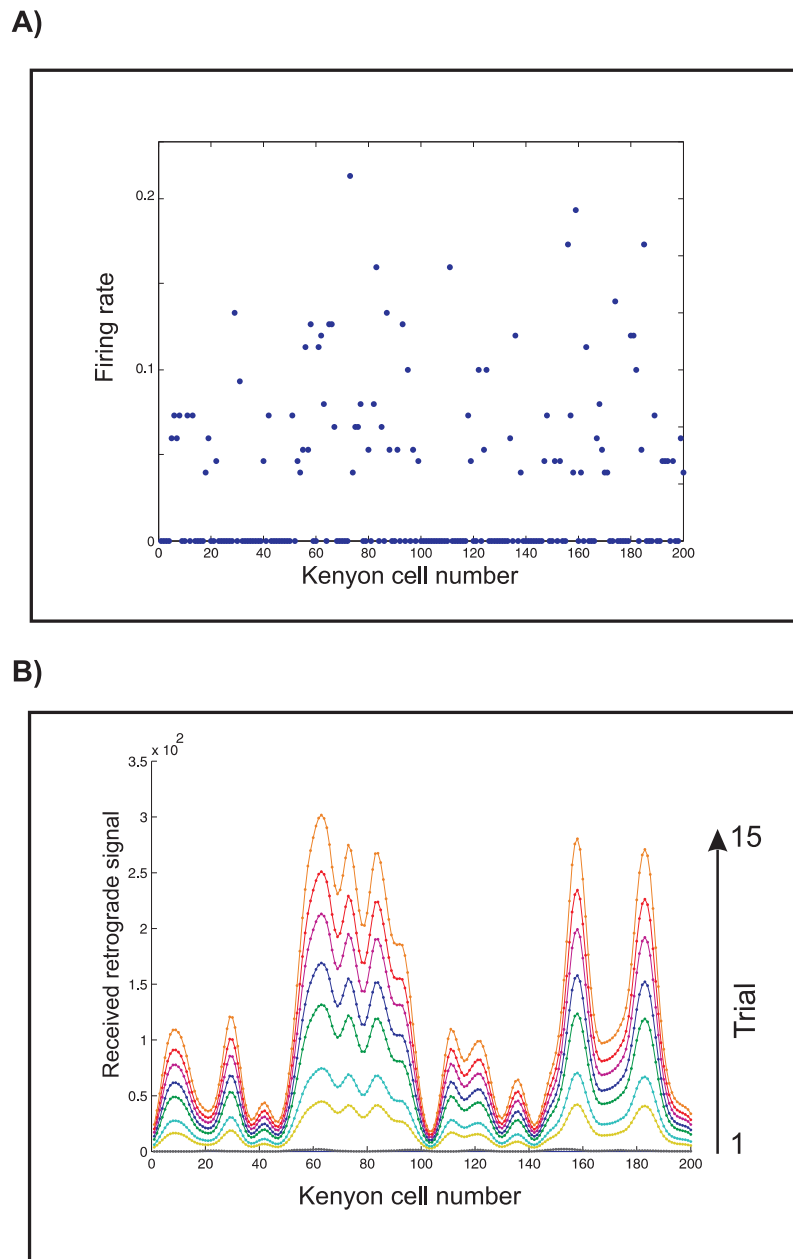 A)
0.2
0.1
0
Firing rate
0 20 40 60 80 100 120 140 160 180 200
Kenyon cell number
B)
x 10 2
3.5
3
2.5
2
1.5
1
0.5
0
Received retrograde signal
0 20 40 60 80 100 120 140 160 180 200
Kenyon cell number
15
Trial
1